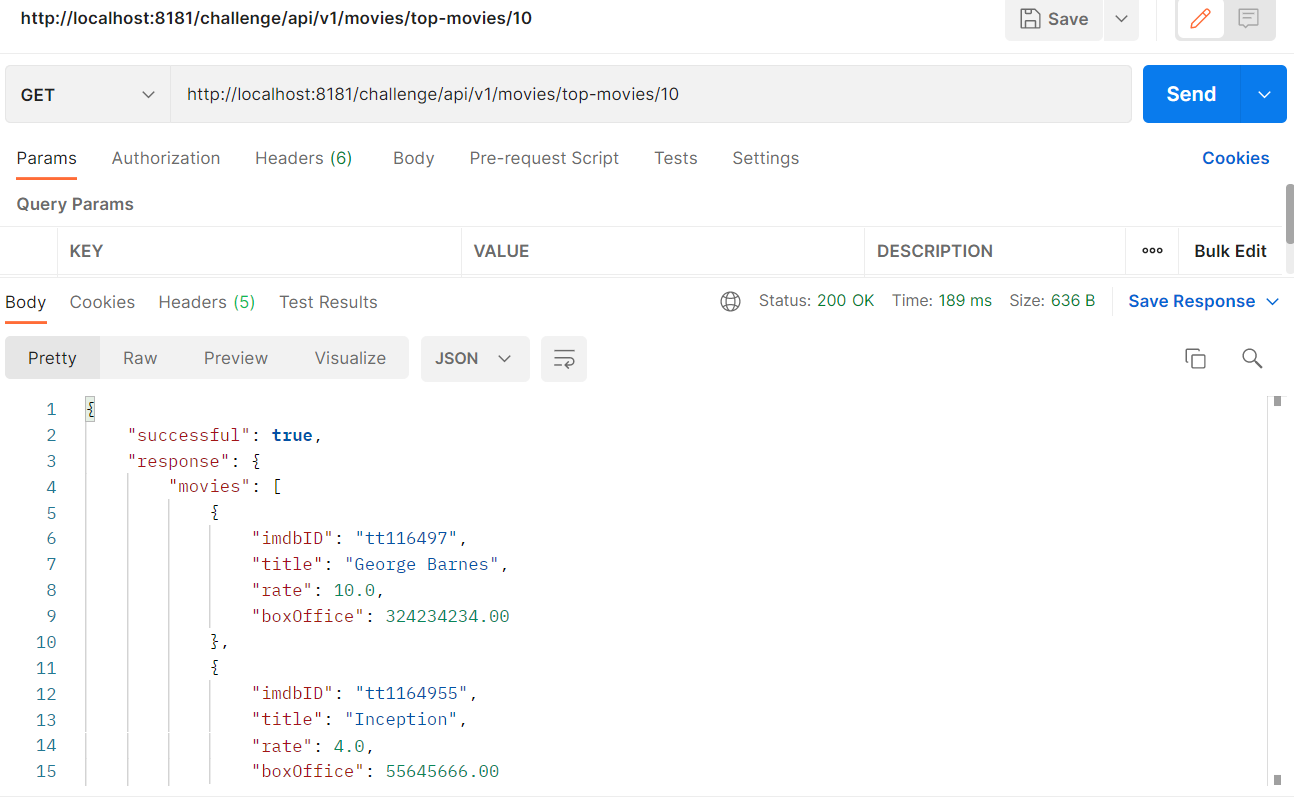 http://localhost:8181/challenge/api/v1/movies/top-movies/10 Save
GET http://localhost:8181/challenge/api/v1/movies/top-movies/10 Send
Params Authorization Headers (6) Body Pre-request Script Tests Settings Cookies
Query Params
KEY VALUE DESCRIPTION ooo Bulk Edit
Body Cookies Headers (5) Test Results Status: 200 OK Time: 189 ms Size: 636 B Save Response
Pretty Raw Preview Visualize JSON
1 {
2 "successful": true,
3 "response": {
4 "movies": [
5 {
6 "imdbID": "tt116497",
7 "title": "George Barnes",
8 "rate": 10.0,
9 "boxOffice": 324234234.00
10 },
11 {
12 "imdbID": "tt1164955",
13 "title": "Inception",
14 "rate": 4.0,
15 "boxOffice": 55645666.00